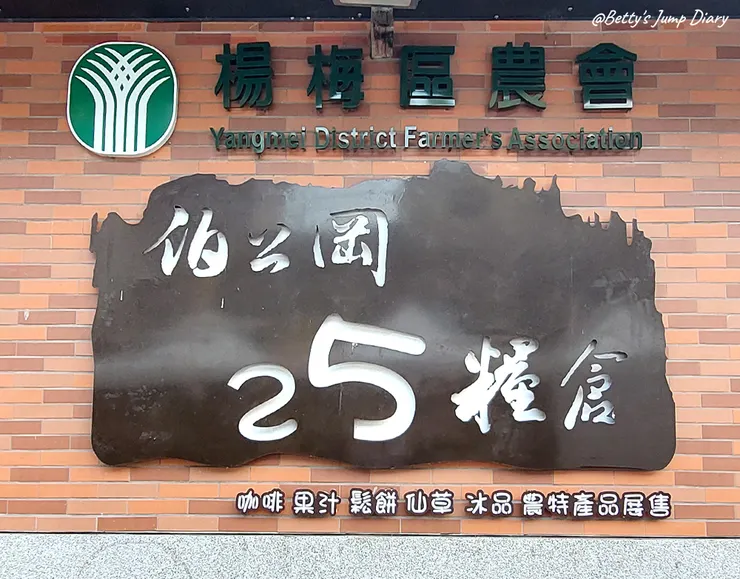 @Betty's Jump Diary
楊梅區農會
Yangmei District Farmer's Association
伯公岡
25糧倉
咖啡 果汁 鬆餅 仙草 冰品 農特產品展售